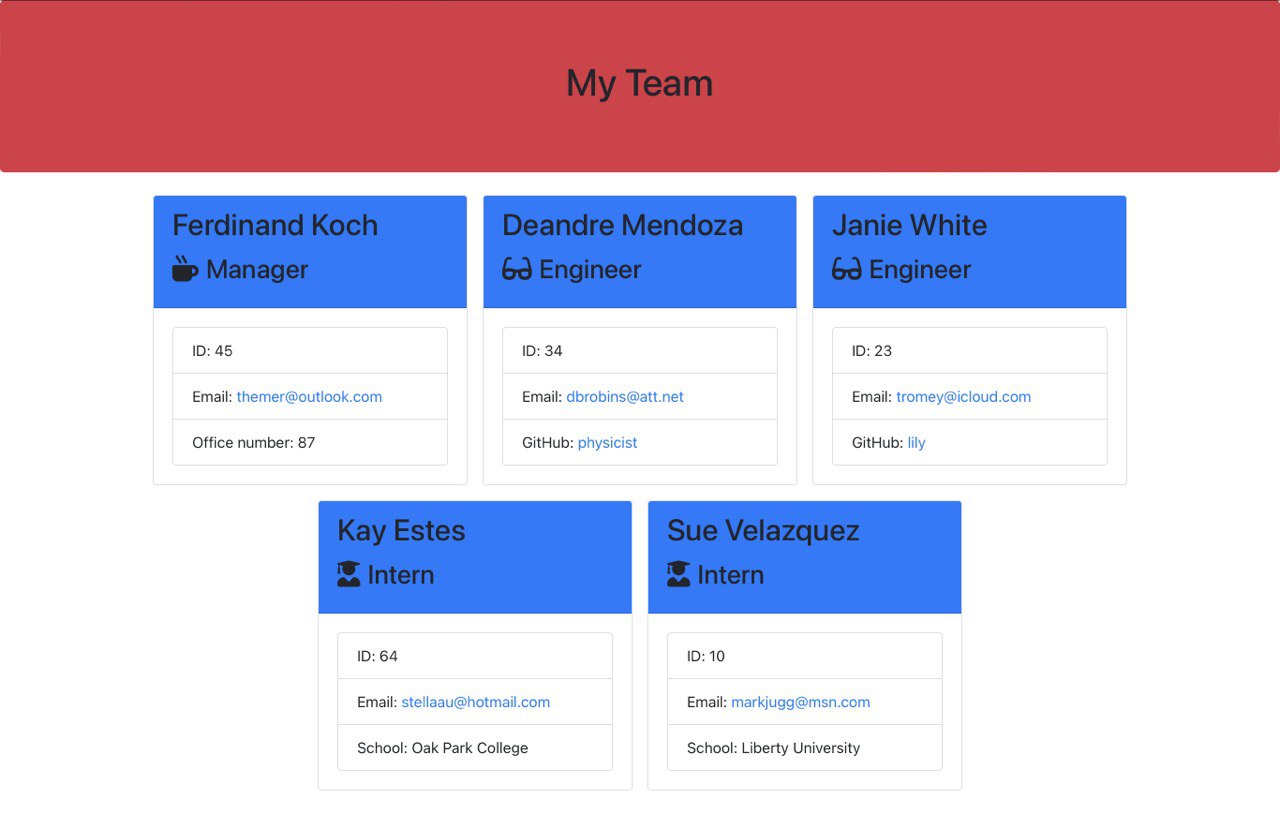 My Team
Ferdinand Koch
Manager
ID: 45
Email: themer@outlook.com
Office number: 87
Deandre Mendoza
Engineer
ID: 34
Email: dbrobins@att.net
GitHub: physicist
Janie White
Engineer
ID: 23
Email: tromey@icloud.com
GitHub: lily
Kay Estes
Intern
ID: 64
Email: stellaau@hotmail.com
School: Oak Park College
Sue Velazquez
Intern
ID: 10
Email: markjugg@msn.com
School: Liberty University